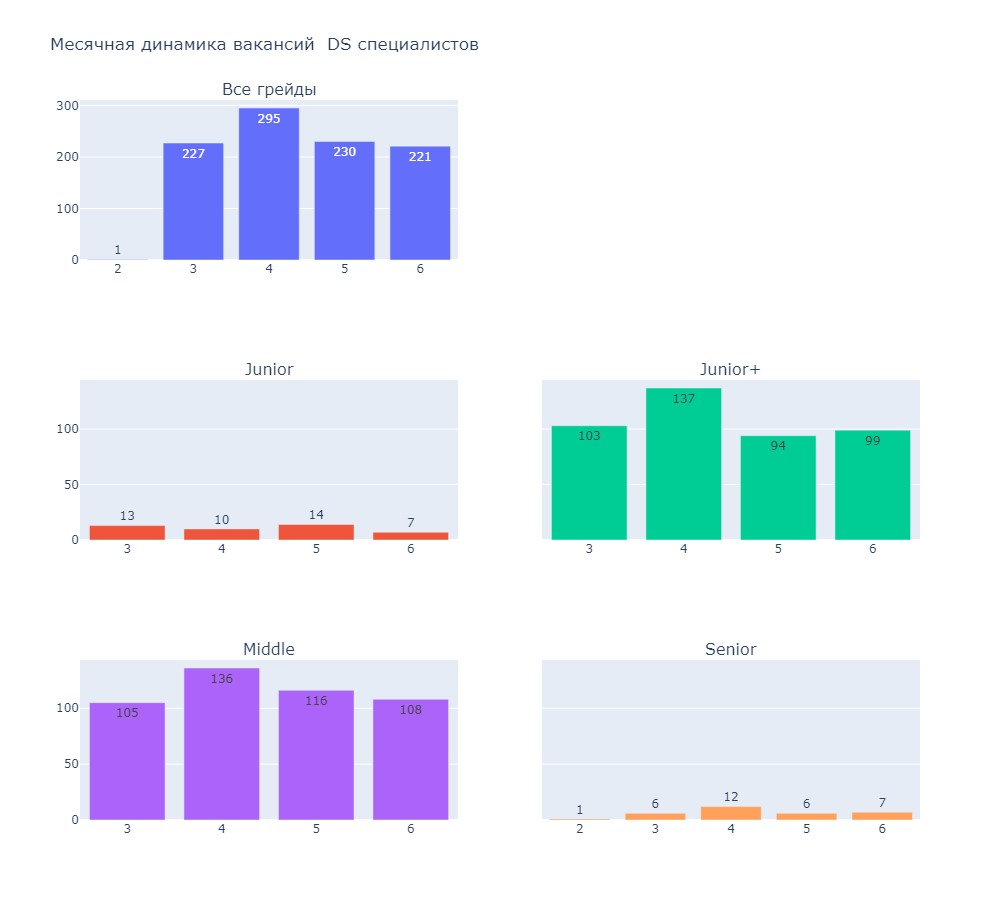 Месячная динамика вакансий  DS специалистов
Все грейды
300
200
100
0
1
227
295
230
221
2 3 4 5 6
Junior
100
50
0
13
10
14
7
3 4 5 6
Junior+
103
137
94
99
3 4 5 6
Middle
100
50
0
105
136
116
108
3 4 5 6
Senior
1
6
12
6
7
2 3 4 5 6